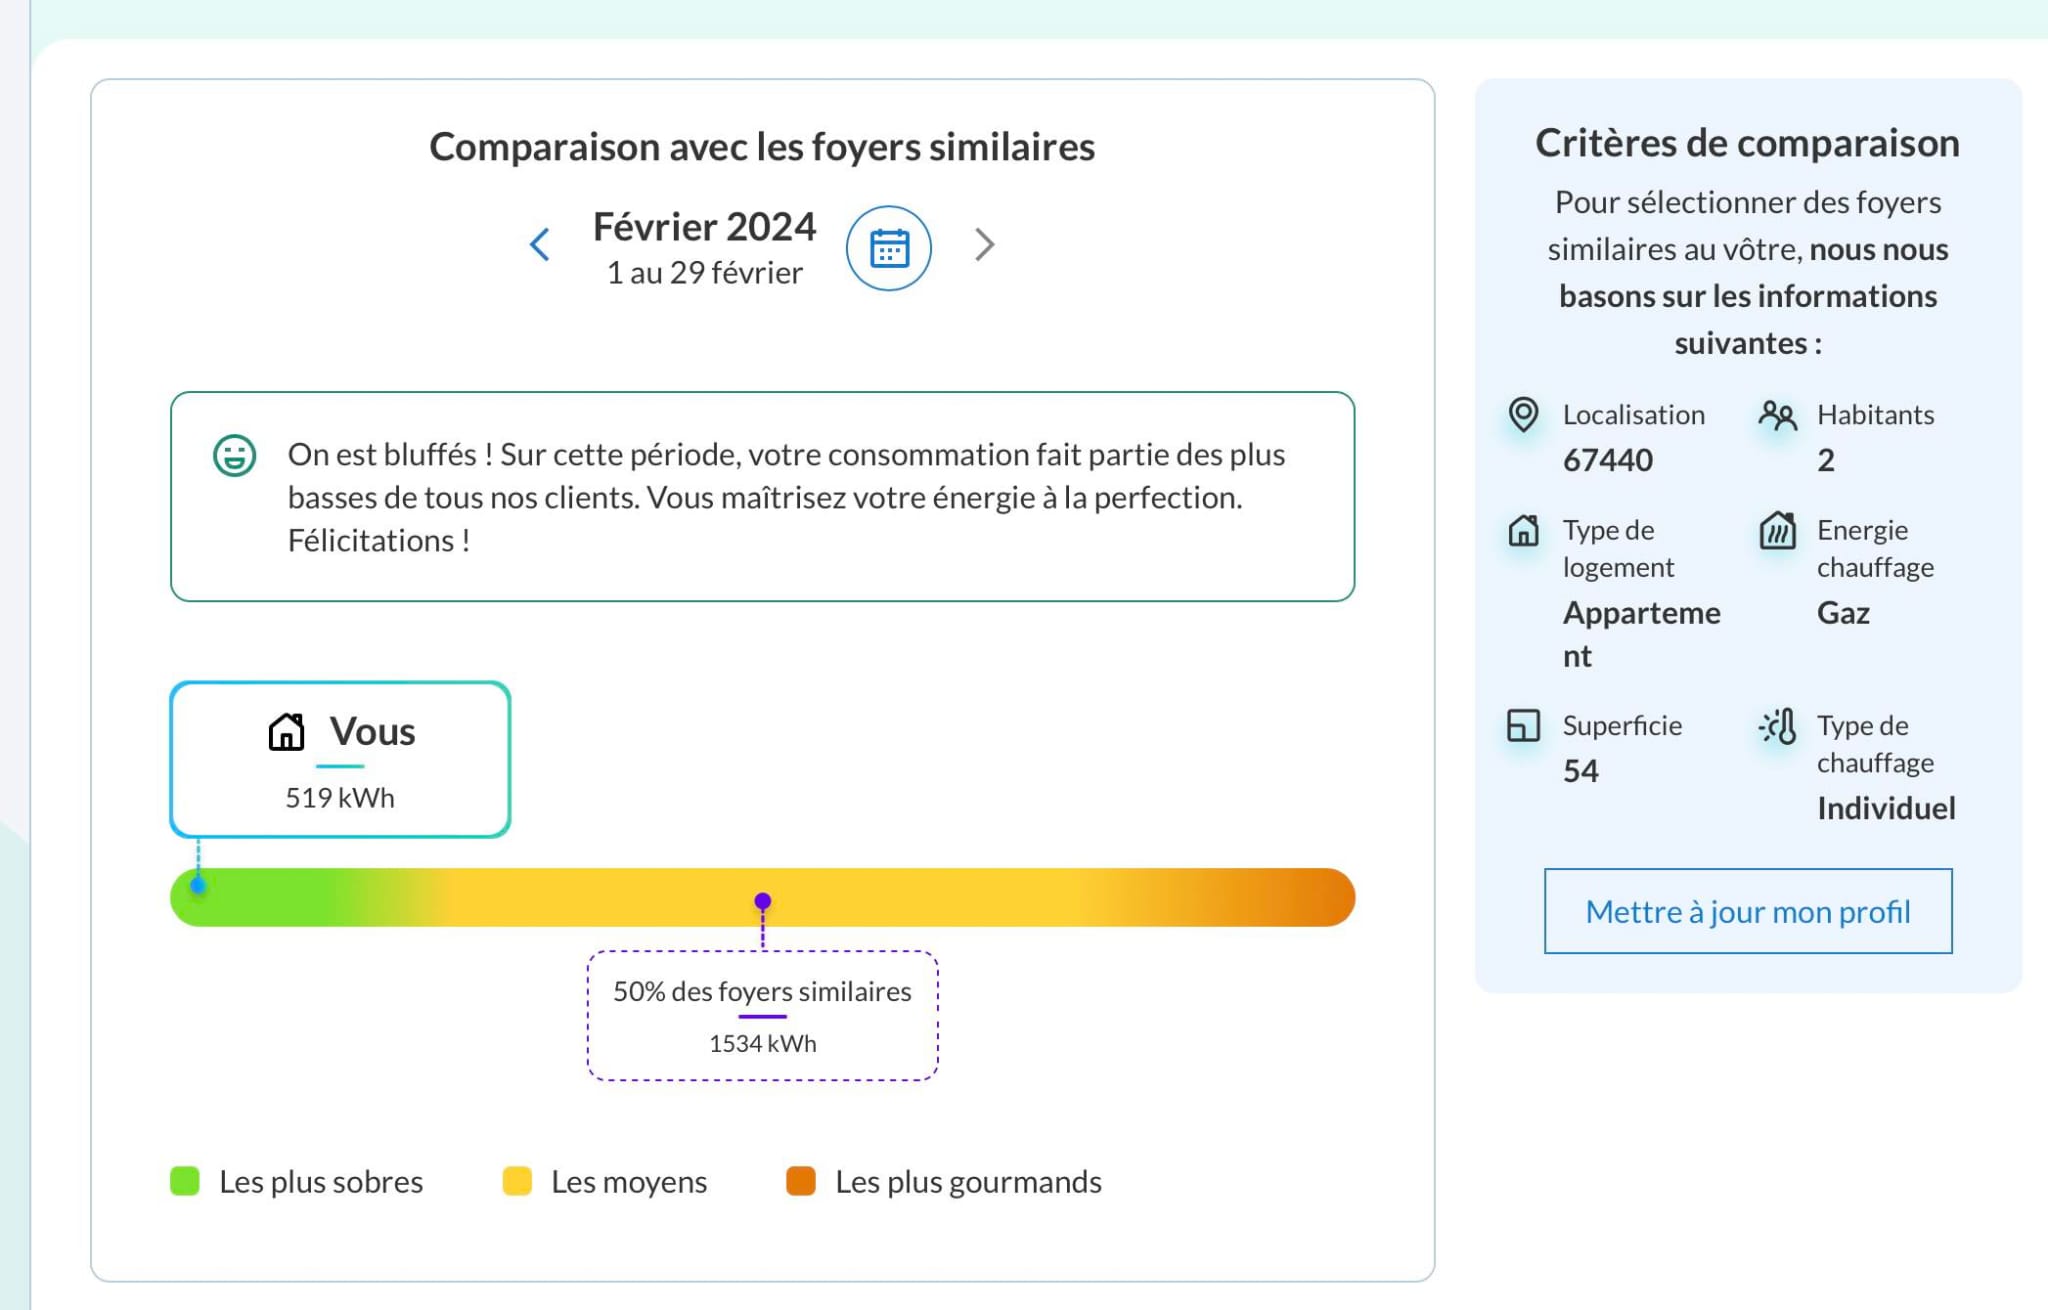 Comparaison avec les foyers similaires
Février 2024
1 au 29 février
On est bluffés ! Sur cette période, votre consommation fait partie des plus
basses de tous nos clients. Vous maîtrisez votre énergie à la perfection.
Félicitations !
Vous
519 kWh
50% des foyers similaires
1534 kWh
Les plus sobres
Les moyens
Les plus gourmands
Critères de comparaison
Pour sélectionner des foyers
similaires au vôtre, nous nous
basons sur les informations
suivantes :
Localisation
67440
Habitants
2
Type de
logement
Apparteme
nt
Energie
chauffage
Gaz
Superficie
54
Type de
chauffage
Individuel
Mettre à jour mon profil